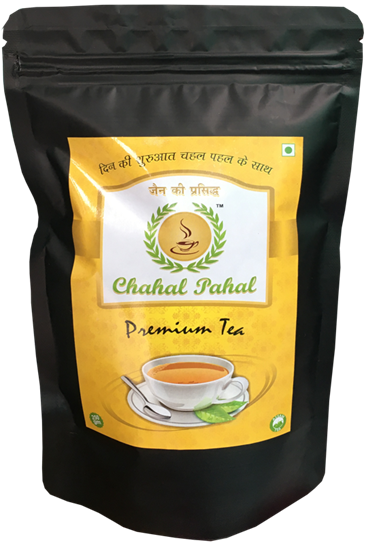 दिन की शुरुआत चहल पहल के साथ
जैन की प्रसिद्ध
TM
Chahal Pahal
Premium Tea